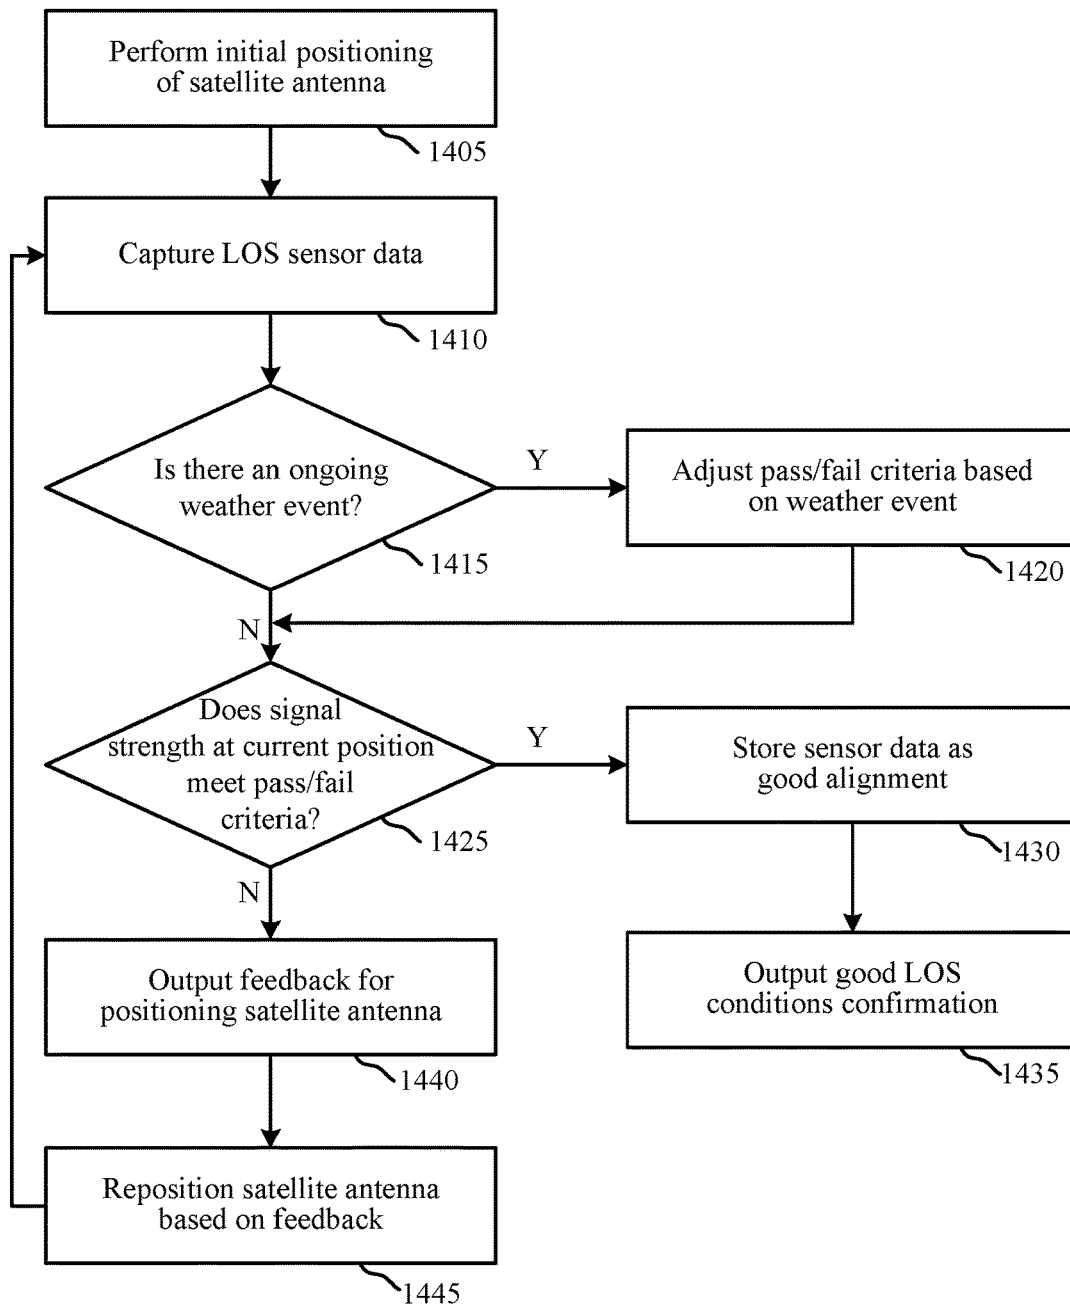 Perform initial positioning
of satellite antenna
1405
Capture LOS sensor data
1410
Is there an ongoing
weather event?
1415
Y
Adjust pass/fail criteria based
on weather event
1420
N
Does signal
strength at current position
meet pass/fail
criteria?
1425
Y
Store sensor data as
good alignment
1430
N
Output good LOS
conditions confirmation
1435
Output feedback for
positioning satellite antenna
1440
Reposition satellite antenna
based on feedback
1445